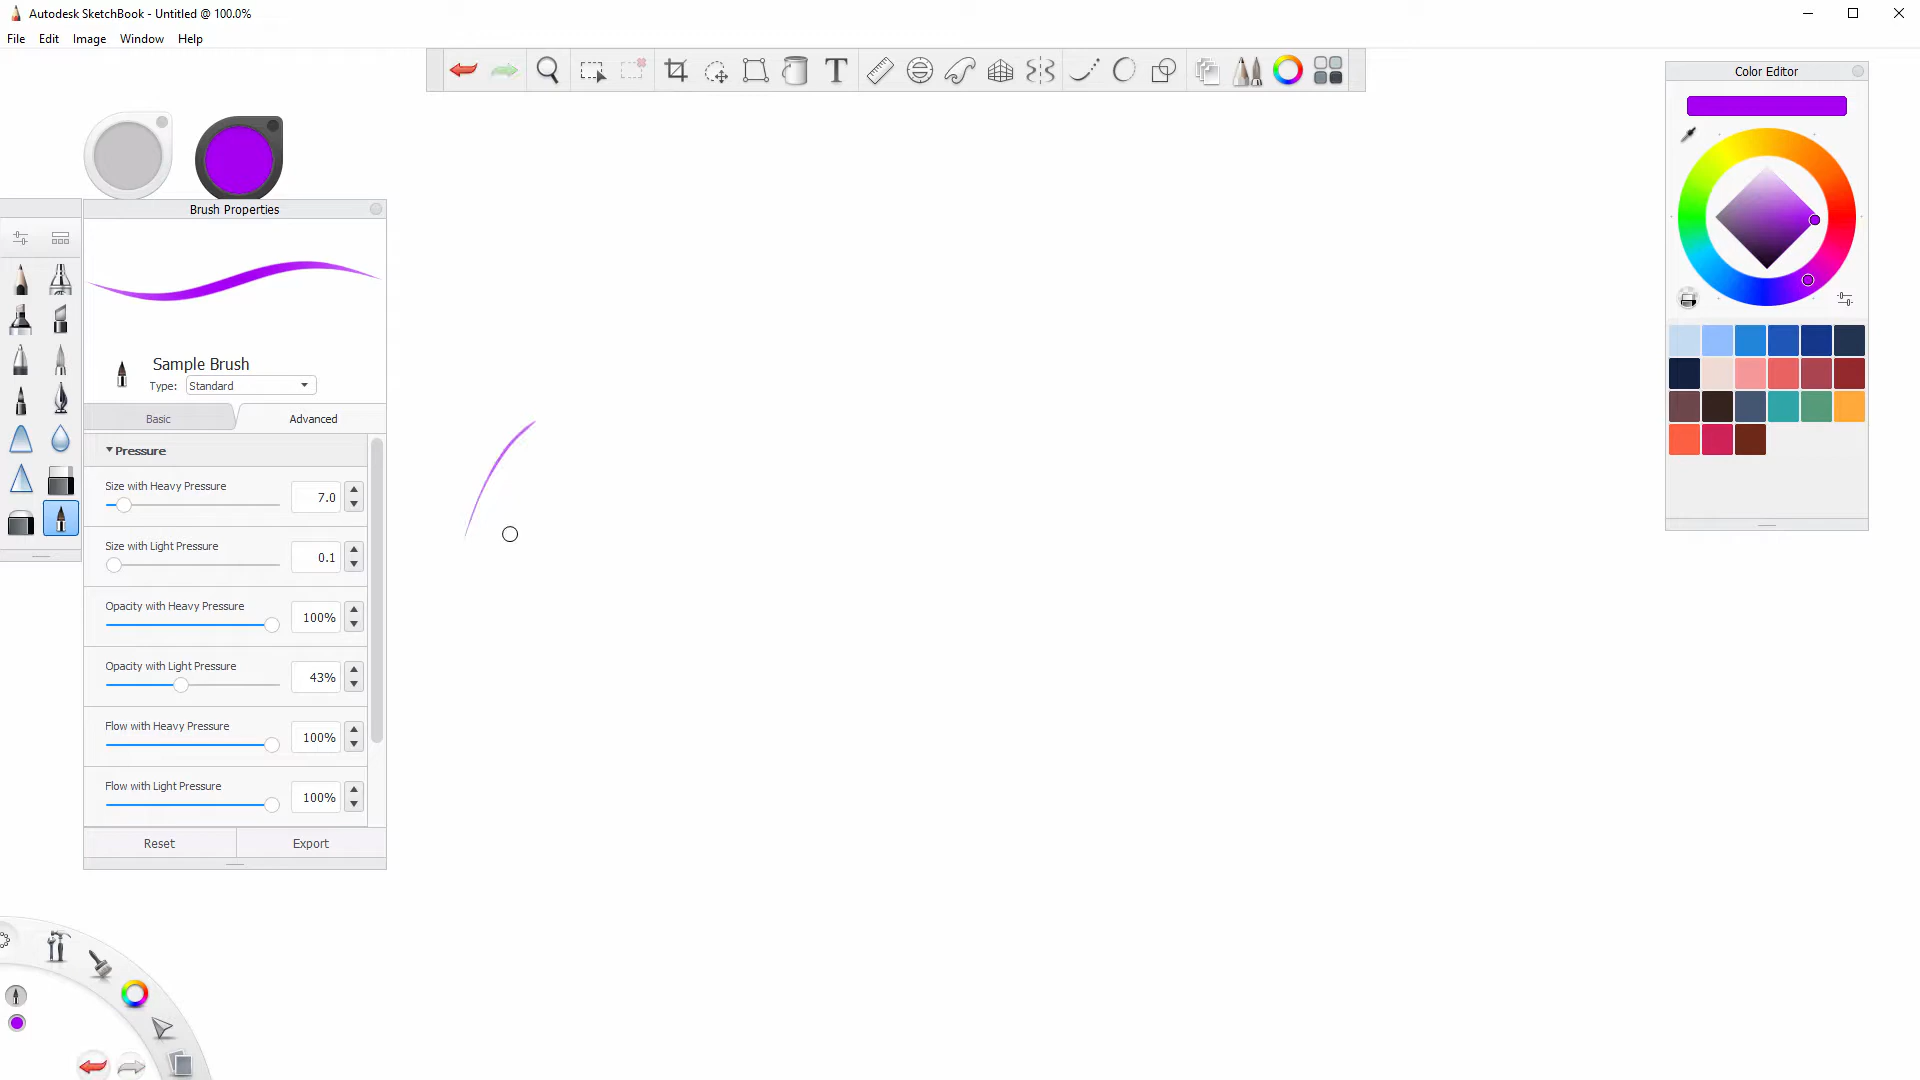 Autodesk SketchBook - Untitled @ 100.0%
File Edit Image Window Help
T
Color Editor
Brush Properties
Sample Brush
Type: Standard
Basic Advanced
Pressure
Size with Heavy Pressure
7.0
Size with Light Pressure
0.1
Opacity with Heavy Pressure
100%
Opacity with Light Pressure
43%
Flow with Heavy Pressure
100%
Flow with Light Pressure
100%
Reset Export